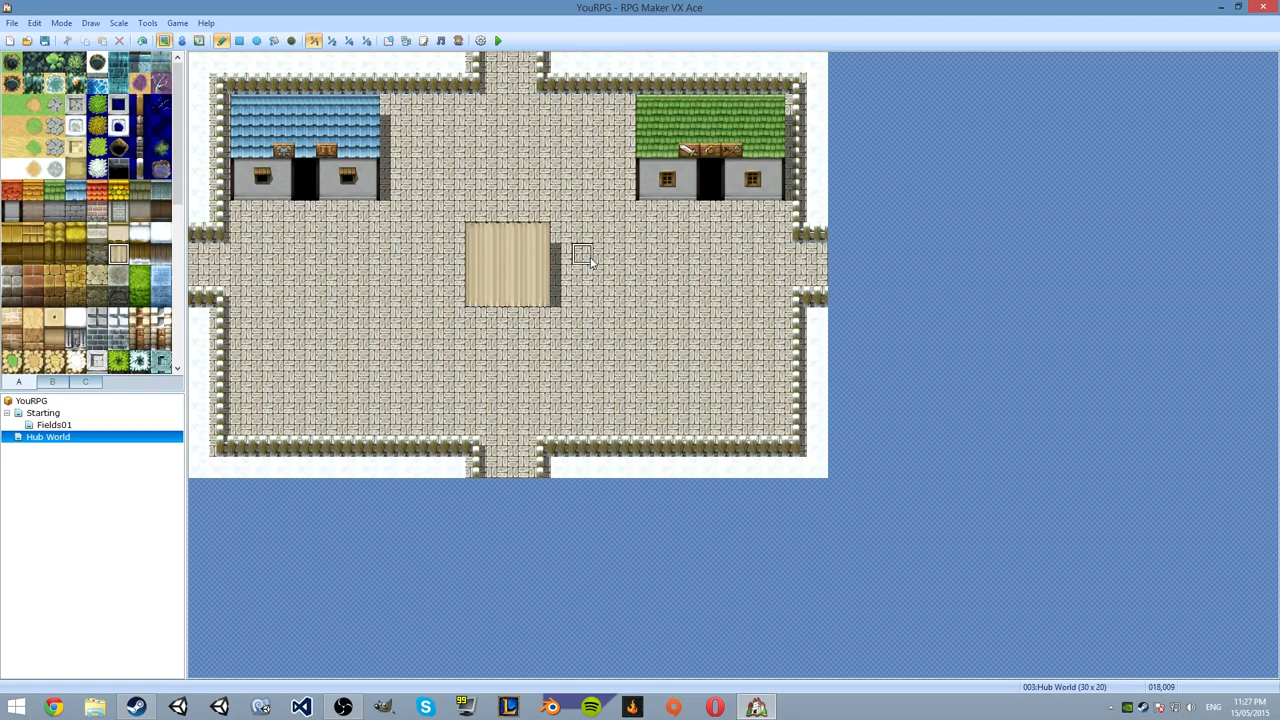 YouRPG - RPG Maker VX Ace
File Edit Mode Draw Scale Tools Game Help
A B C
YouRPG
Starting
Fields01
Hub World
003:Hub World (30 x 20) 018,009
99
L
ENG
11:27 PM
15/05/2015